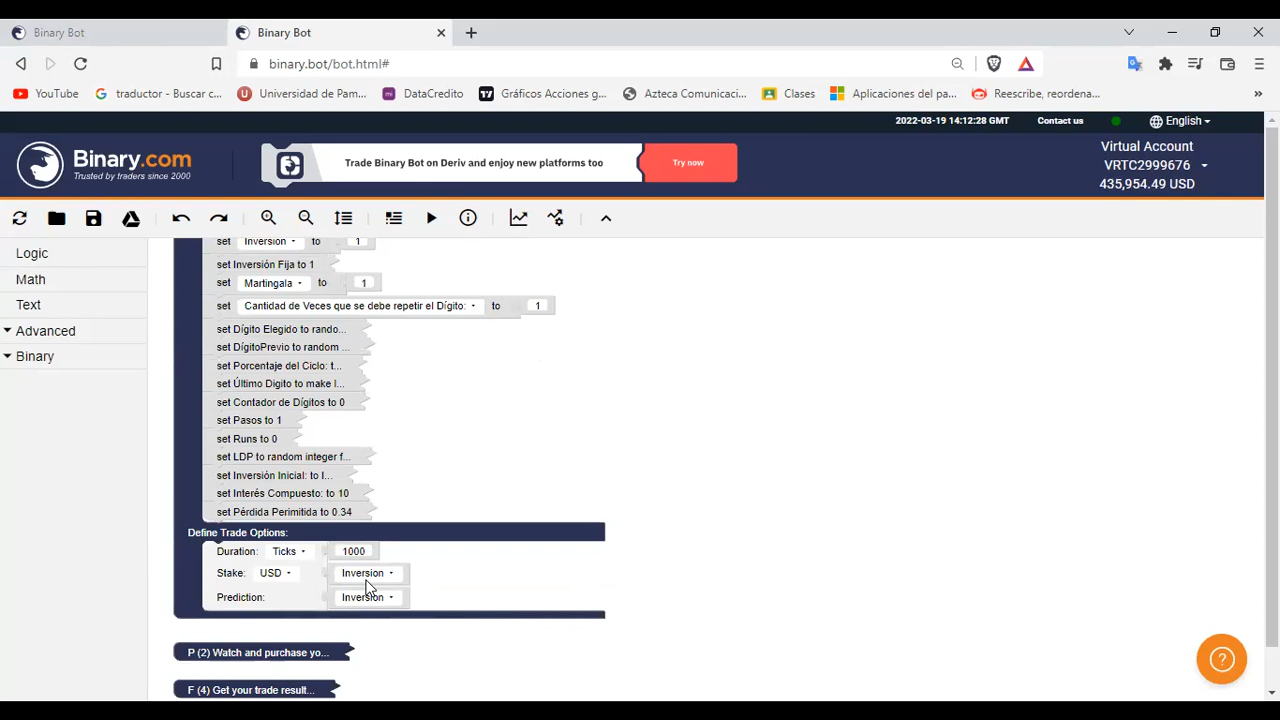 Binary Bot
Binary Bot
binary.bot/bot.html#
YouTube
traductor - Buscar c...
Universidad de Pam...
DataCredito
Gráficos Acciones g...
Azteca Comunicaci...
Clases
Aplicaciones del pa...
Reescribe, reordena...
»
2022-03-19 14:12:28 GMT
Contact us
English
Binary.com
Trusted by traders since 2000
Trade Binary Bot on Deriv and enjoy new platforms too
Try now
Virtual Account
VRTC2999676
435,954.49 USD
Logic
Math
Text
Advanced
Binary
set Inversion to 1
set Inversión Fija to 1
set Martingala to 1
set Cantidad de Veces que se debe repetir el Dígito: to 1
set Dígito Elegido to rando...
set DígitoPrevio to random ...
set Porcentaje del Ciclo: t...
set Último Digito to make l...
set Contador de Dígitos to 0
set Pasos to 1
set Runs to 0
set LDP to random integer f...
set Inversión Inicial: to I...
set Interés Compuesto: to 10
set Pérdida Perimitida to 0.34
Define Trade Options:
Duration: Ticks 1000
Stake: USD Inversion
Prediction: Inversion
P (2) Watch and purchase yo...
F (4) Get your trade result...